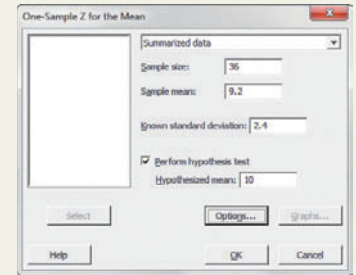 One-Sample Z for the Mean
Summarized data
Sample size: 36
Sample mean: 9.2
Known standard deviation: 2.4
Perform hypothesis test
Hypothesized mean: 10
Select
Options...
Graphs...
Help
OK
Cancel